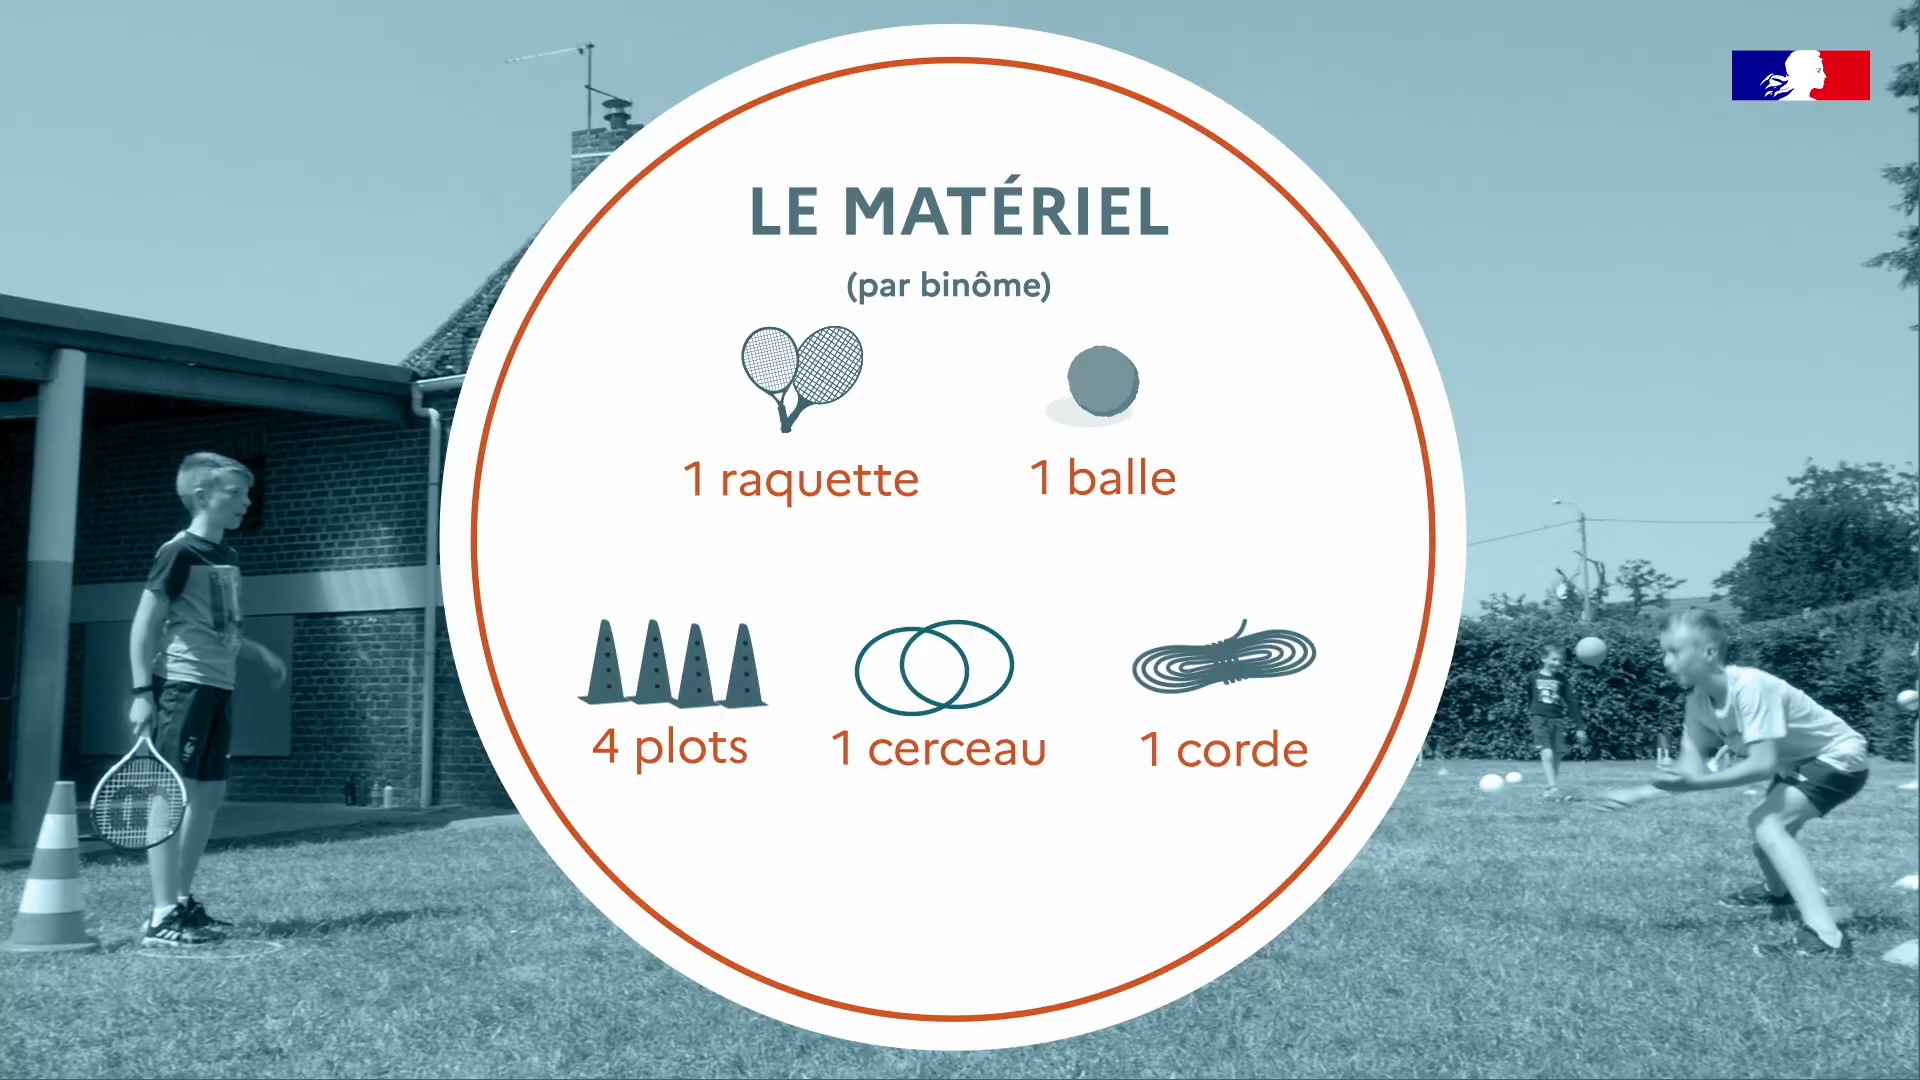 LE MATÉRIEL
(par binôme)
1 raquette
1 balle
4 plots
1 cerceau
1 corde